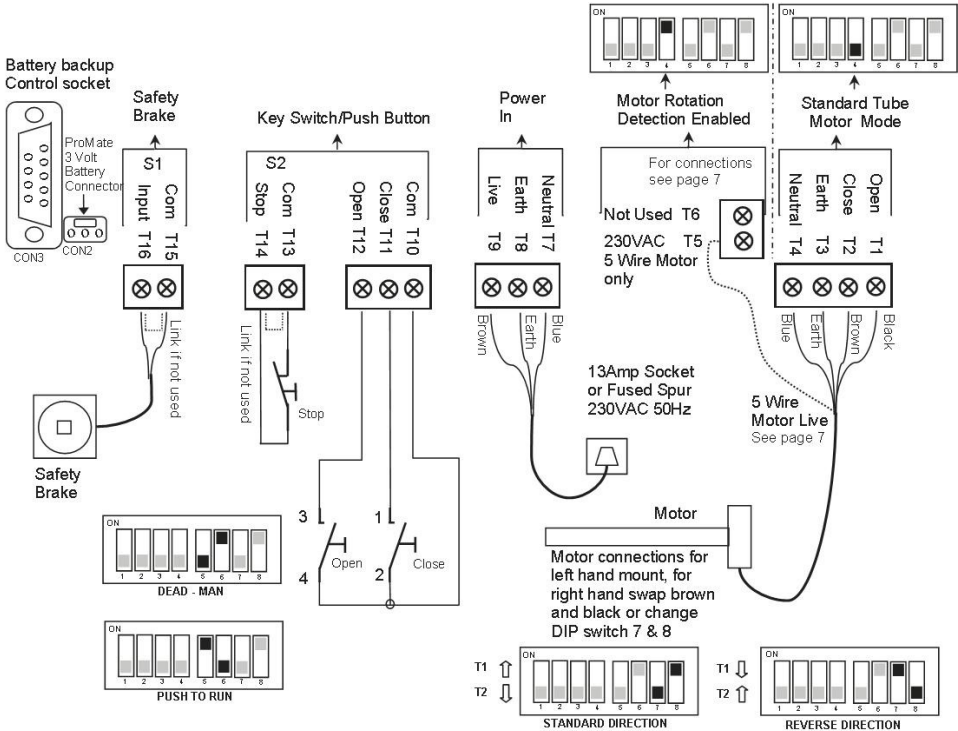 ON
1 2 3 4 5 6 7 8
ON
1 2 3 4 5 6 7 8
Battery backup
Control socket
ProMate
3 Volt
Battery
Connector
CON3
CON2
Safety
Brake
S1
Input T16
Com T15
Link if not used
Safety
Brake
Key Switch/Push Button
S2
Stop T14
Com T13
Open T12
Close T11
Com T10
Link if not used
Stop
3
4
Open
1
2
Close
Power
In
Live T9
Earth T8
Neutral T7
Brown
Earth
Blue
13Amp Socket
or Fused Spur
230VAC 50Hz
Motor Rotation
Detection Enabled
For connections
see page 7
Not Used T6
230VAC T5
5 Wire Motor
only
Standard Tube
Motor Mode
Neutral T4
Earth T3
Close T2
Open T1
Blue
Earth
Brown
Black
5 Wire
Motor Live
See page 7
Motor
Motor connections for
left hand mount, for
right hand swap brown
and black or change
DIP switch 7 & 8
ON
1 2 3 4 5 6 7 8
DEAD - MAN
ON
1 2 3 4 5 6 7 8
PUSH TO RUN
T1
T2
ON
1 2 3 4 5 6 7 8
STANDARD DIRECTION
T1
T2
ON
1 2 3 4 5 6 7 8
REVERSE DIRECTION